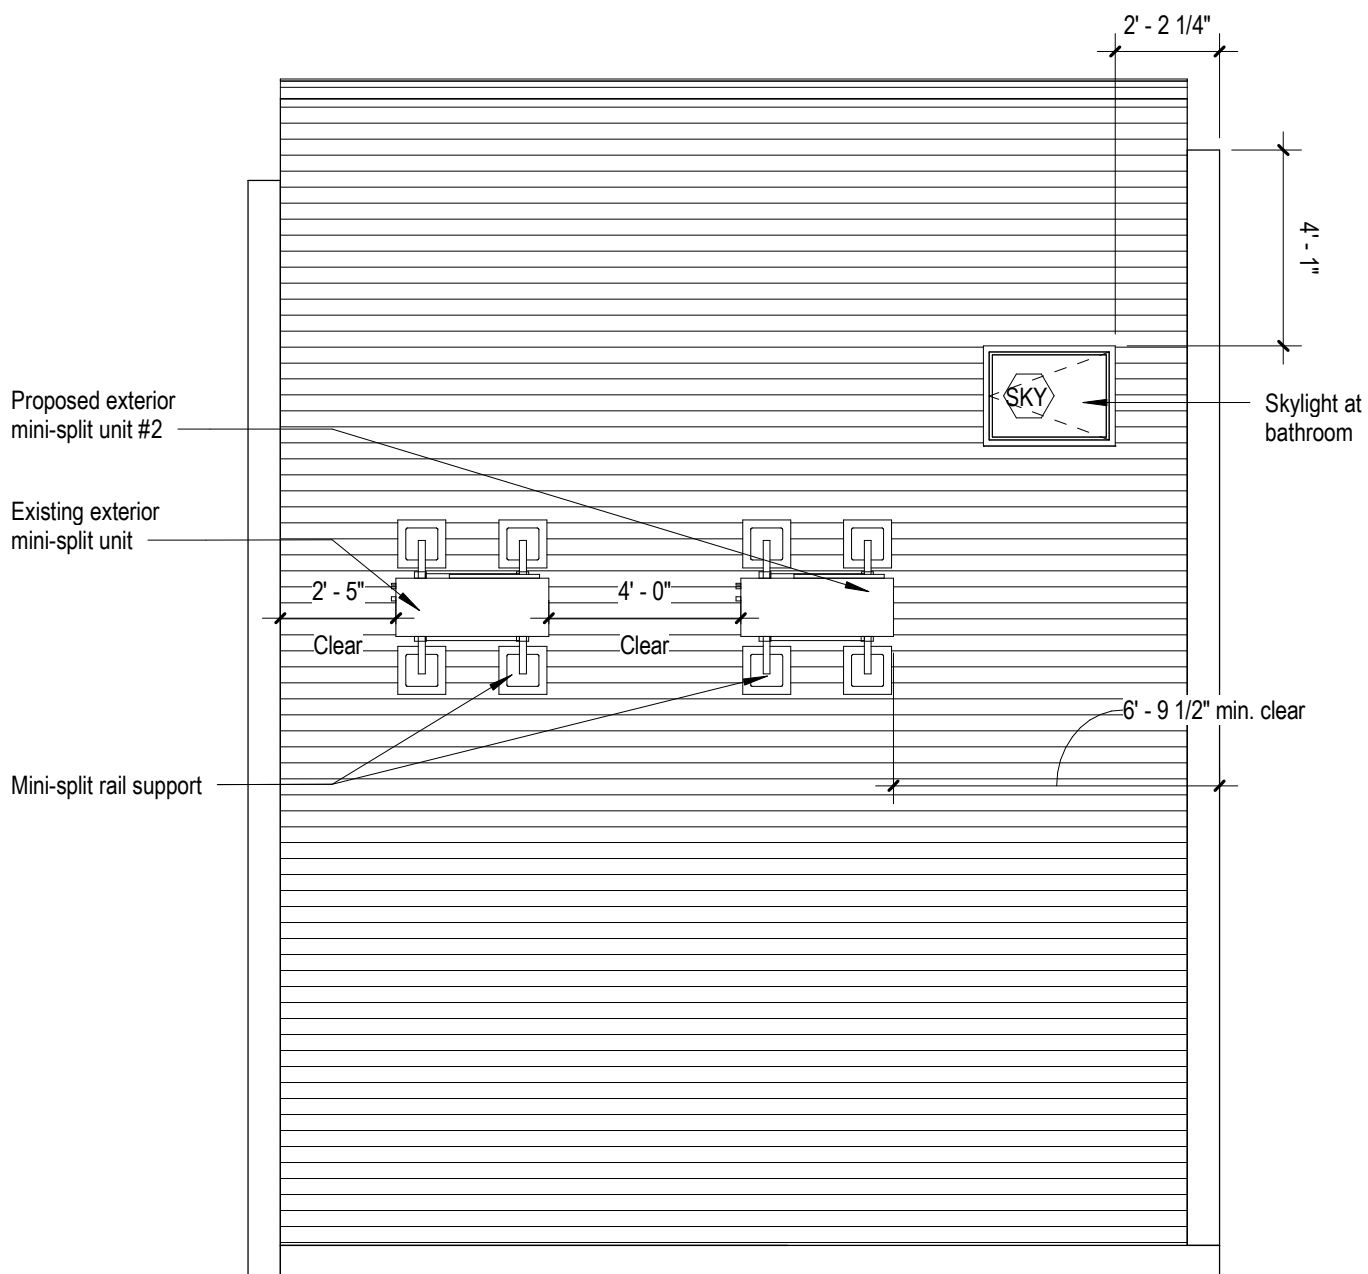 2' - 2 1/4"
4' - 1"
SKY
Skylight at
bathroom
Proposed exterior
mini-split unit #2
Existing exterior
mini-split unit
2' - 5"
Clear
4' - 0"
Clear
6' - 9 1/2" min. clear
Mini-split rail support